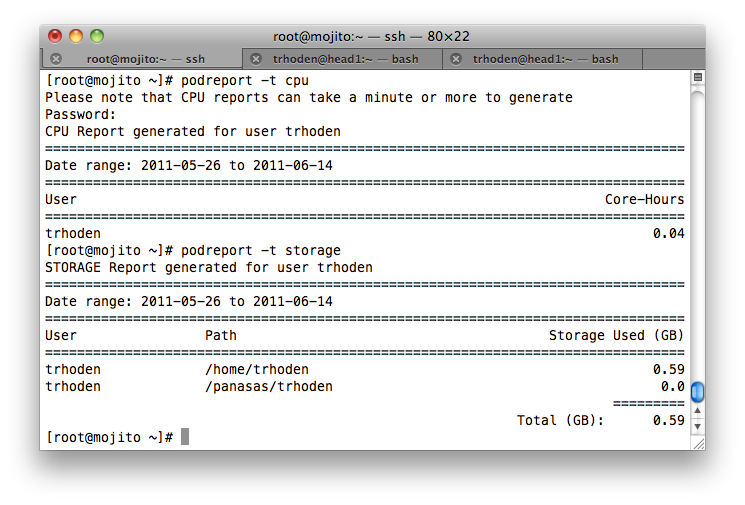 root@mojito:~ — ssh — 80×22
root@mojito:~ — ssh trhoden@head1:~ — bash trhoden@head1:~ — bash
[root@mojito ~]# podreport -t cpu
Please note that CPU reports can take a minute or more to generate
Password:
CPU Report generated for user trhoden
================================================================================
Date range: 2011-05-26 to 2011-06-14
================================================================================
User Core-Hours
================================================================================
trhoden 0.04
[root@mojito ~]# podreport -t storage
STORAGE Report generated for user trhoden
================================================================================
Date range: 2011-05-26 to 2011-06-14
================================================================================
User Path Storage Used (GB)
================================================================================
trhoden /home/trhoden 0.59
trhoden /panasas/trhoden 0.0
=========
Total (GB): 0.59
[root@mojito ~]#